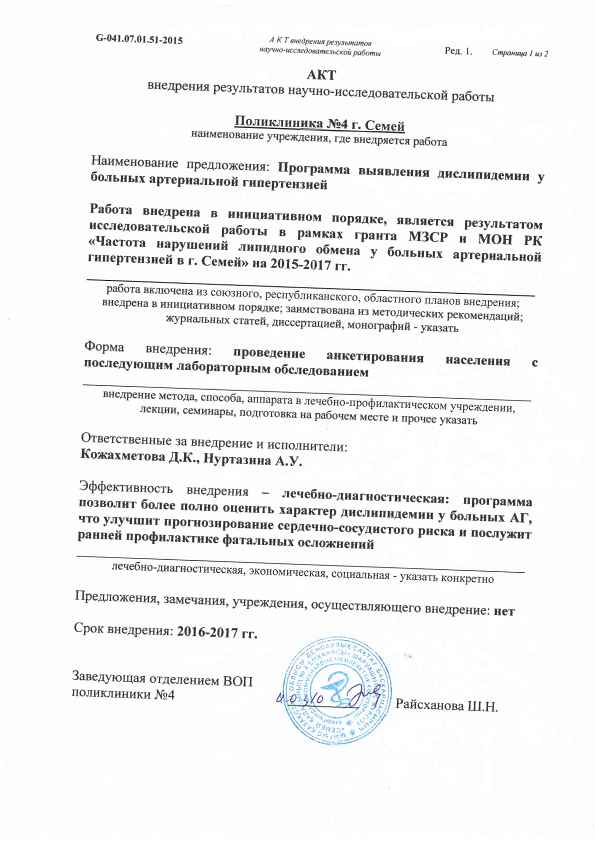 G-041.07.01.51-2015
А К Т внедрения результатов
научно-исследовательской работы
Ред. 1.
Страница 1 из 2
АКТ
внедрения результатов научно-исследовательской работы
Поликлиника №4 г. Семей
наименование учреждения, где внедряется работа
Наименование предложения: Программа выявления дислипидемии у
больных артериальной гипертензией
Работа внедрена в инициативном порядке, является результатом
исследовательской работы в рамках гранта МЗСР и МОН РК
«Частота нарушений липидного обмена у больных артериальной
гипертензией в г. Семей» на 2015-2017 гг.
работа включена из союзного, республиканского, областного планов внедрения;
внедрена в инициативном порядке; заимствована из методических рекомендаций;
журнальных статей, диссертацией, монографий - указать
Форма внедрения: проведение анкетирования населения с
последующим лабораторным обследованием
внедрение метода, способа, аппарата в лечебно-профилактическом учреждении,
лекции, семинары, подготовка на рабочем месте и прочее указать
Ответственные за внедрение и исполнители:
Кожахметова Д.К., Нуртазина А.У.
Эффективность внедрения – лечебно-диагностическая: программа
позволит более полно оценить характер дислипидемии у больных АГ,
что улучшит прогнозирование сердечно-сосудистого риска и послужит
ранней профилактике фатальных осложнений
лечебно-диагностическая, экономическая, социальная - указать конкретно
Предложения, замечания, учреждения, осуществляющего внедрение: нет
Срок внедрения: 2016-2017 гг.
Заведующая отделением ВОП
поликлиники №4
Райсханова Ш.Н.